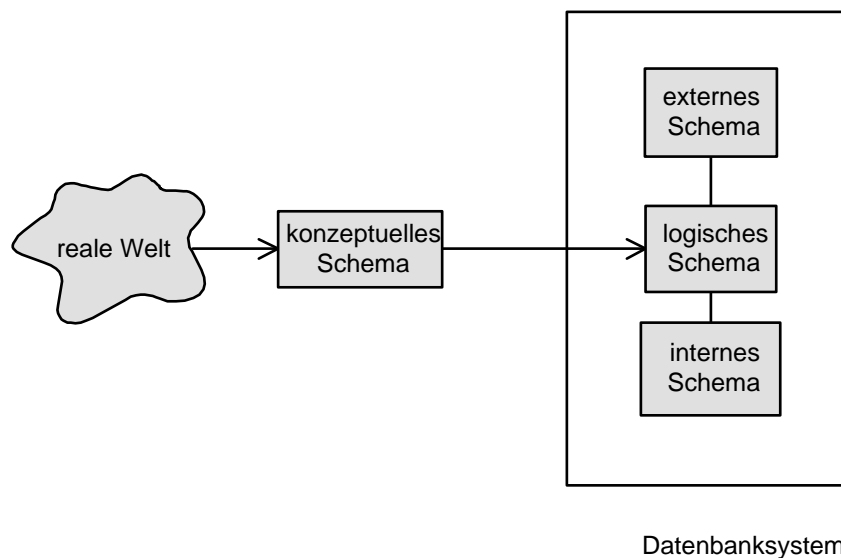 reale Welt
konzeptuelles
Schema
externes
Schema
logisches
Schema
internes
Schema
Datenbanksystem